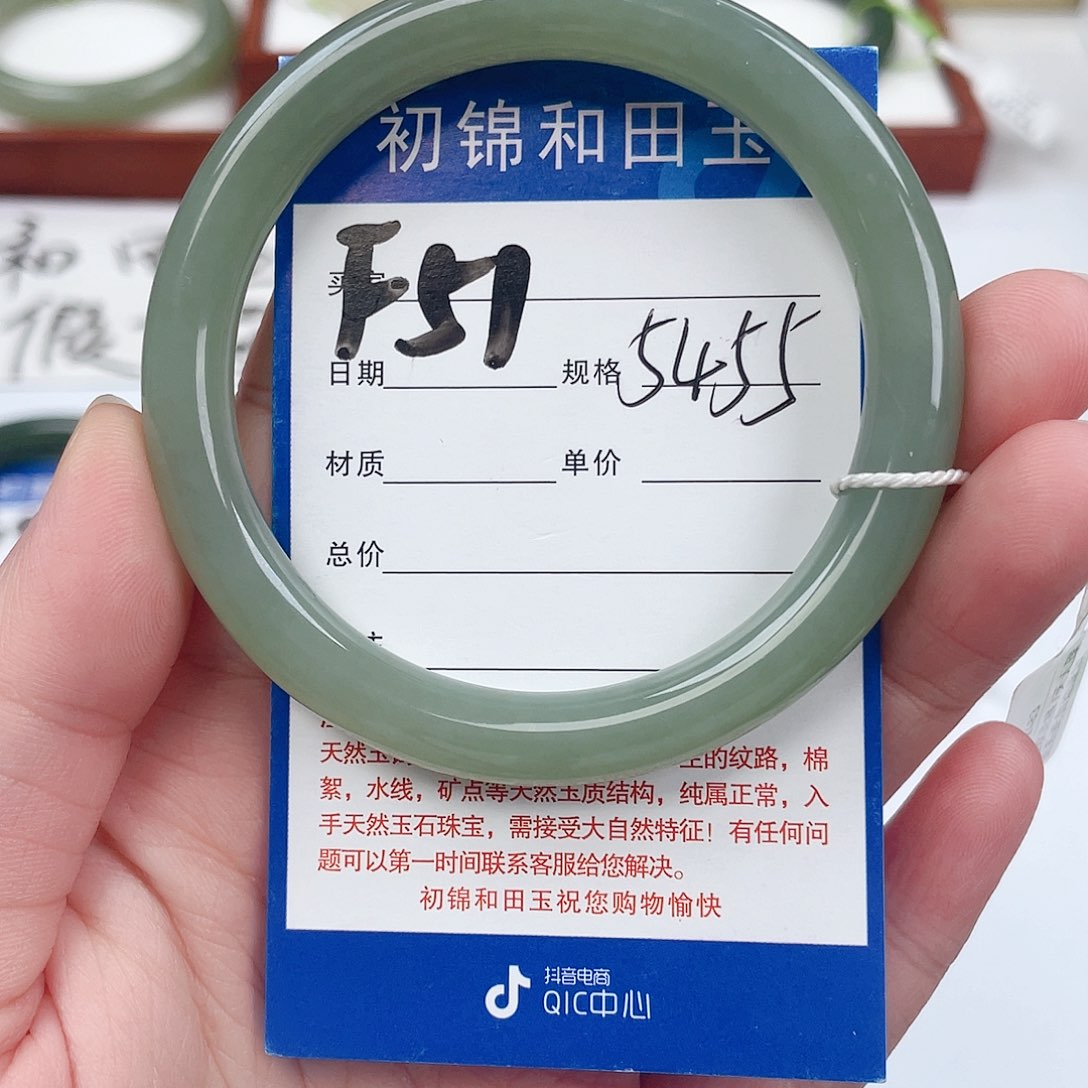 初锦和田玉
F51
日期 规格 5455
材质 单价
总价
天然玉 的纹路，棉
絮，水线，矿点等天然玉质结构，纯属正常，入
手天然玉石珠宝，需接受大自然特征！有任何问
题可以第一时间联系客服给您解决。
初锦和田玉祝您购物愉快
抖音电商
QIC中心
和田
假